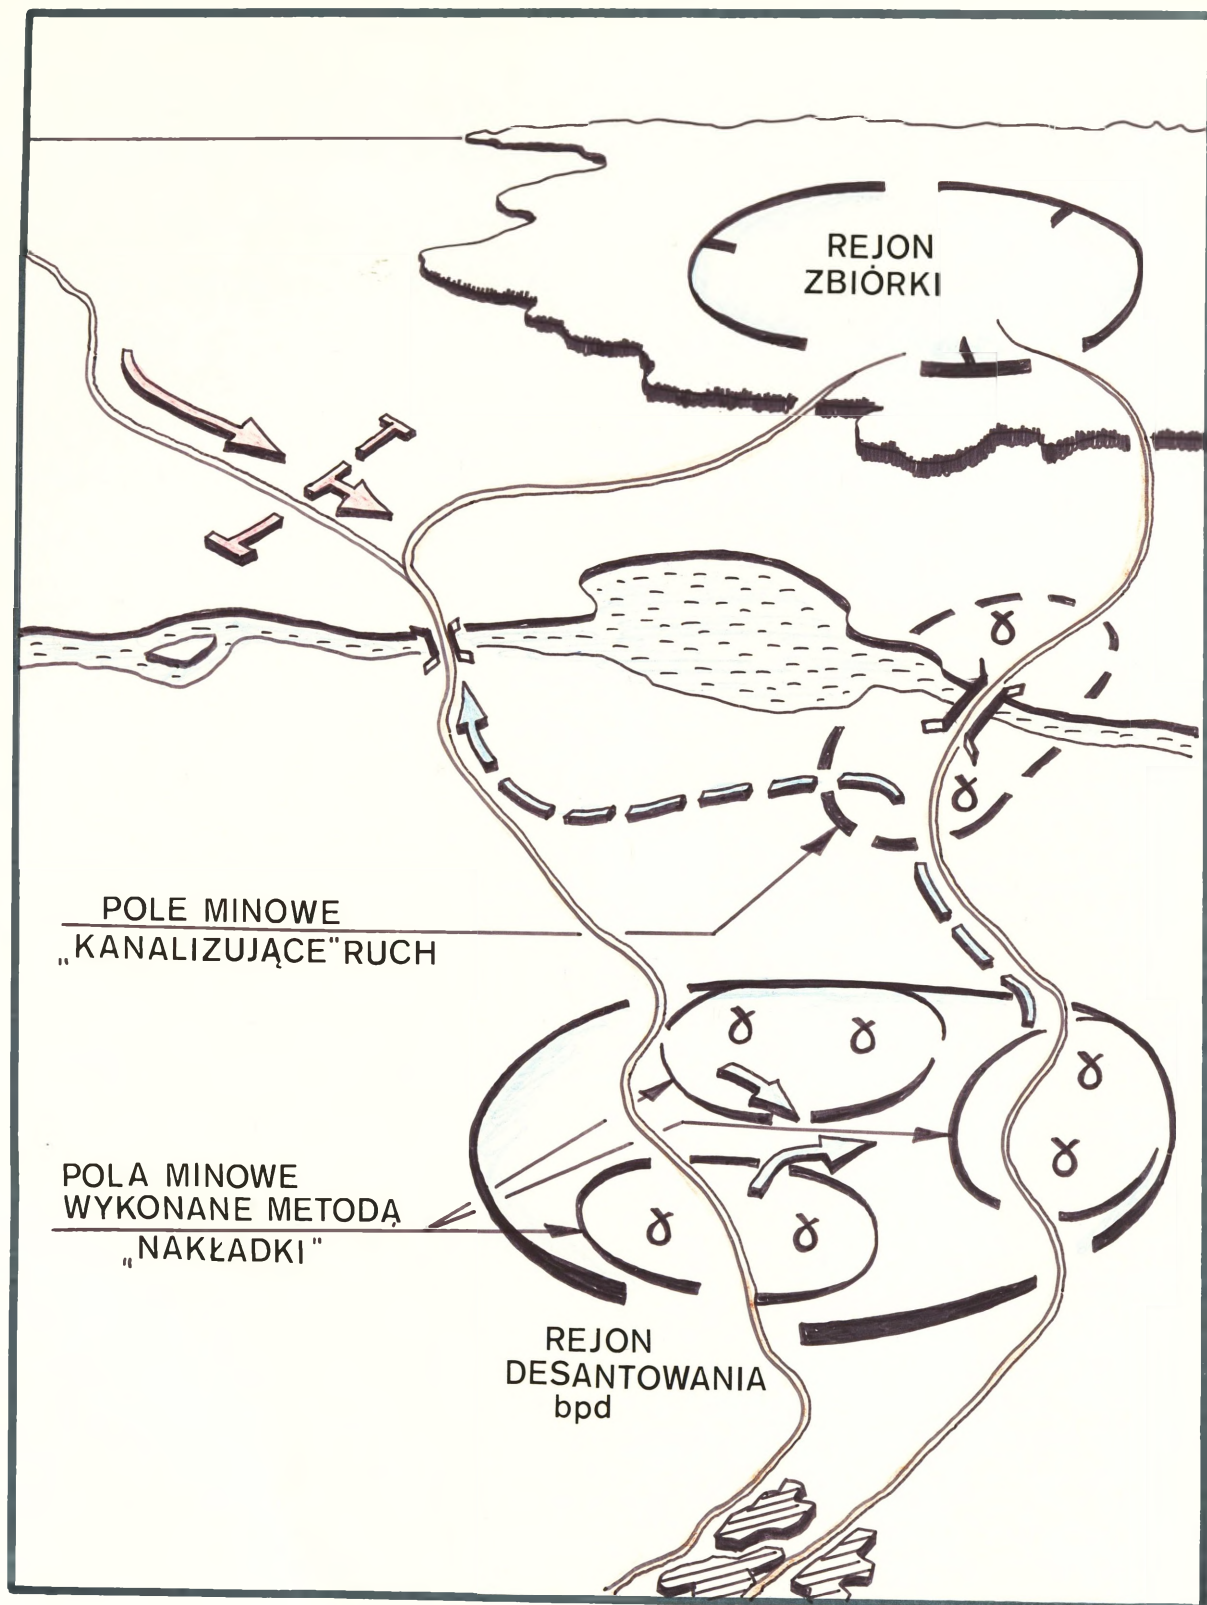 REJON
ZBIÓRKI
POLE MINOWE
„KANALIZUJĄCE" RUCH
POLA MINOWE
WYKONANE METODĄ
„NAKŁADKI"
REJON
DESANTOWANIA
bpd